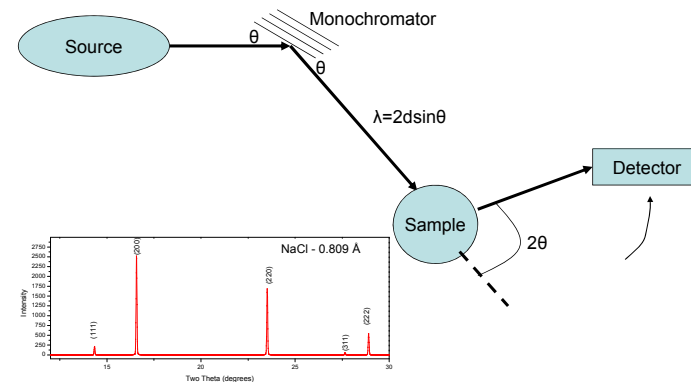 Monochromator
Source
θ
θ
λ=2dsinθ
Detector
Sample
2θ
NaCl - 0.809 Å
2750
2500
2250
2000
1750
1500
1250
1000
750
500
250
0
Intensity
(111)
(200)
(220)
(311)
(222)
15
20
25
30
Two Theta (degrees)